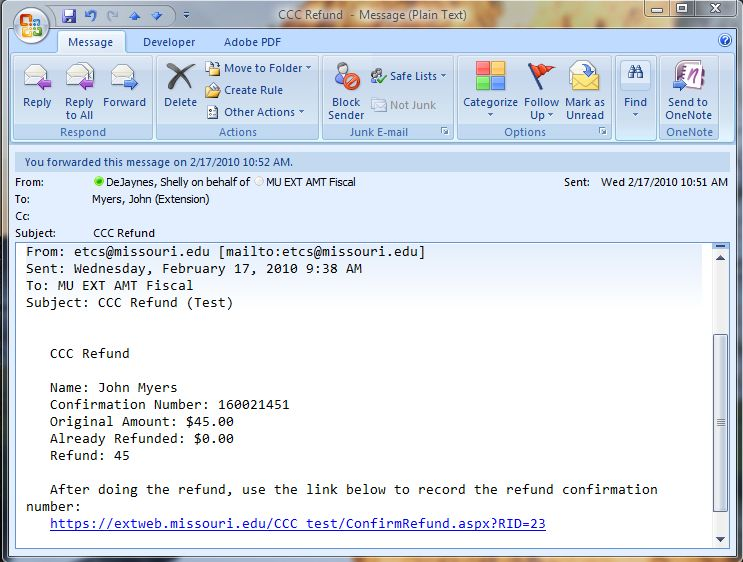 CCC Refund - Message (Plain Text)
Message Developer Adobe PDF
Reply
Reply to All
Forward
Respond
Delete
Move to Folder
Create Rule
Other Actions
Actions
Block Sender
Safe Lists
Not Junk
Junk E-mail
Categorize
Follow Up
Mark as Unread
Options
Find
Send to OneNote
OneNote
You forwarded this message on 2/17/2010 10:52 AM.
From: DeJaynes, Shelly on behalf of MU EXT AMT Fiscal Sent: Wed 2/17/2010 10:51 AM
To: Myers, John (Extension)
Cc:
Subject: CCC Refund
From: etcs@missouri.edu [mailto:etcs@missouri.edu]
Sent: Wednesday, February 17, 2010 9:38 AM
To: MU EXT AMT Fiscal
Subject: CCC Refund (Test)
CCC Refund
Name: John Myers
Confirmation Number: 160021451
Original Amount: $45.00
Already Refunded: $0.00
Refund: 45
After doing the refund, use the link below to record the refund confirmation
number:
https://extweb.missouri.edu/CCC_test/ConfirmRefund.aspx?RID=23